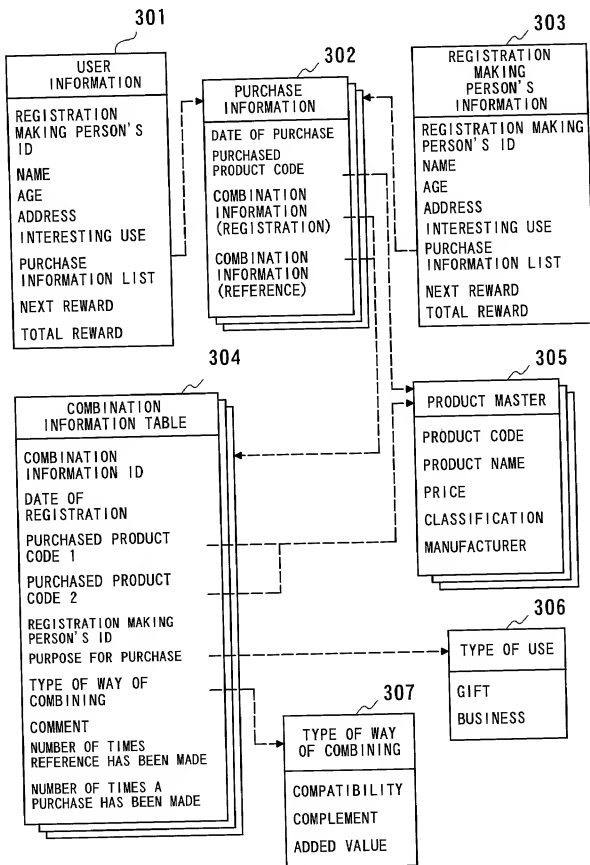 301
USER
INFORMATION
REGISTRATION
MAKING PERSON'S
ID
NAME
AGE
ADDRESS
INTERESTING USE
PURCHASE
INFORMATION LIST
NEXT REWARD
TOTAL REWARD
302
PURCHASE
INFORMATION
DATE OF PURCHASE
PURCHASED
PRODUCT CODE
COMBINATION
INFORMATION
(REGISTRATION)
COMBINATION
INFORMATION
(REFERENCE)
303
REGISTRATION
MAKING
PERSON'S
INFORMATION
REGISTRATION MAKING
PERSON'S ID
NAME
AGE
ADDRESS
INTERESTING USE
PURCHASE
INFORMATION LIST
NEXT REWARD
TOTAL REWARD
304
COMBINATION
INFORMATION TABLE
COMBINATION
INFORMATION ID
DATE OF
REGISTRATION
PURCHASED PRODUCT
CODE 1
PURCHASED PRODUCT
CODE 2
REGISTRATION MAKING
PERSON'S ID
PURPOSE FOR PURCHASE
TYPE OF WAY OF
COMBINING
COMMENT
NUMBER OF TIMES
REFERENCE HAS BEEN MADE
NUMBER OF TIMES A
PURCHASE HAS BEEN MADE
305
PRODUCT MASTER
PRODUCT CODE
PRODUCT NAME
PRICE
CLASSIFICATION
MANUFACTURER
306
TYPE OF USE
GIFT
BUSINESS
307
TYPE OF WAY
OF COMBINING
COMPATIBILITY
COMPLEMENT
ADDED VALUE